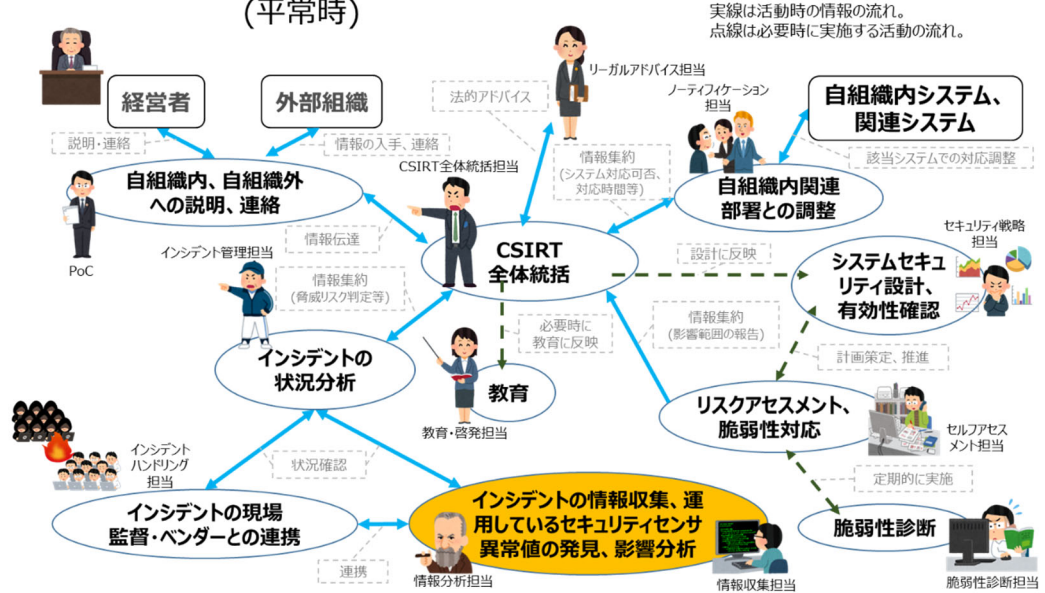 (平常時)
実線は活動時の情報の流れ。
点線は必要時に実施する活動の流れ。
経営者
外部組織
説明・連絡
情報の入手、連絡
自組織内、自組織外
への説明、連絡
PoC
法的アドバイス
リーガルアドバイス担当
ノーティフィケーション
担当
自組織内システム、
関連システム
該当システムでの対応調整
情報集約
(システム対応可否、
対応時間等)
自組織内関連
部署との調整
CSIRT全体統括担当
情報伝達
CSIRT
全体統括
設計に反映
セキュリティ戦略
担当
システムセキュ
リティ設計、
有効性確認
インシデント管理担当
情報集約
(脅威リスク判定等)
必要時に
教育に反映
情報集約
(影響範囲の報告)
計画策定、推進
インシデントの
状況分析
教育
教育・啓発担当
リスクアセスメント、
脆弱性対応
セルフアセス
メント担当
インシデント
ハンドリング
担当
状況確認
定期的に実施
インシデントの現場
監督・ベンダーとの連携
連携
インシデントの情報収集、運
用しているセキュリティセンサ
異常値の発見、影響分析
情報分析担当
情報収集担当
脆弱性診断
脆弱性診断担当